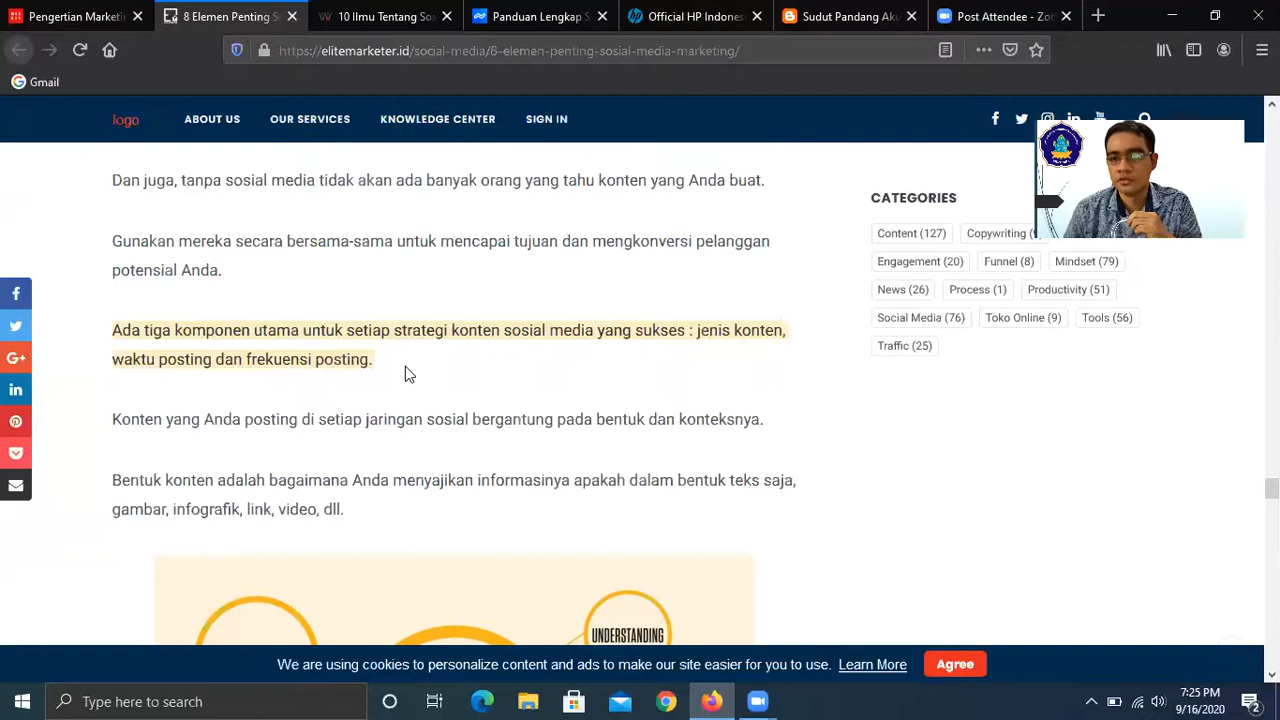 Pengertian Market
8 Elemen Penting S
10 Ilmu Tentang So
Panduan Lengkap S
Official HP Indones
Sudut Pandang Aku
Post Attendee - Zo
https://elitemarketer.id/social-media/8-elemen-penting-sosial-media-marketing/
Gmail
logo
ABOUT US
OUR SERVICES
KNOWLEDGE CENTER
SIGN IN
Dan juga, tanpa sosial media tidak akan ada banyak orang yang tahu konten yang Anda buat.
Gunakan mereka secara bersama-sama untuk mencapai tujuan dan mengkonversi pelanggan
potensial Anda.
Ada tiga komponen utama untuk setiap strategi konten sosial media yang sukses : jenis konten,
waktu posting dan frekuensi posting.
Konten yang Anda posting di setiap jaringan sosial bergantung pada bentuk dan konteksnya.
Bentuk konten adalah bagaimana Anda menyajikan informasinya apakah dalam bentuk teks saja,
gambar, infografik, link, video, dll.
UNDERSTANDING
CATEGORIES
Content (127)
Copywriting
Engagement (20)
Funnel (8)
Mindset (79)
News (26)
Process (1)
Productivity (51)
Social Media (76)
Toko Online (9)
Tools (56)
Traffic (25)
We are using cookies to personalize content and ads to make our site easier for you to use. Learn More
Agree
Type here to search
7:25 PM
9/16/2020
2